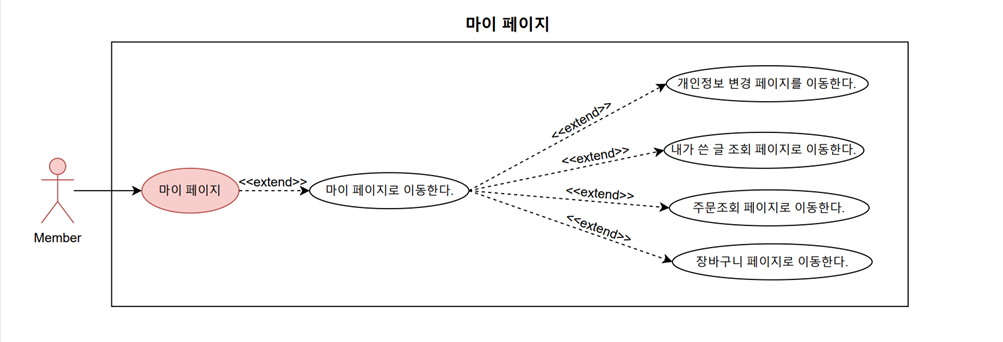 마이 페이지
개인정보 변경 페이지를 이동한다.
<<extend>>
내가 쓴 글 조회 페이지로 이동한다.
<<extend>>
마이 페이지
<<extend>>
마이 페이지로 이동한다.
<<extend>>
주문조회 페이지로 이동한다.
<<extend>>
장바구니 페이지로 이동한다.
Member